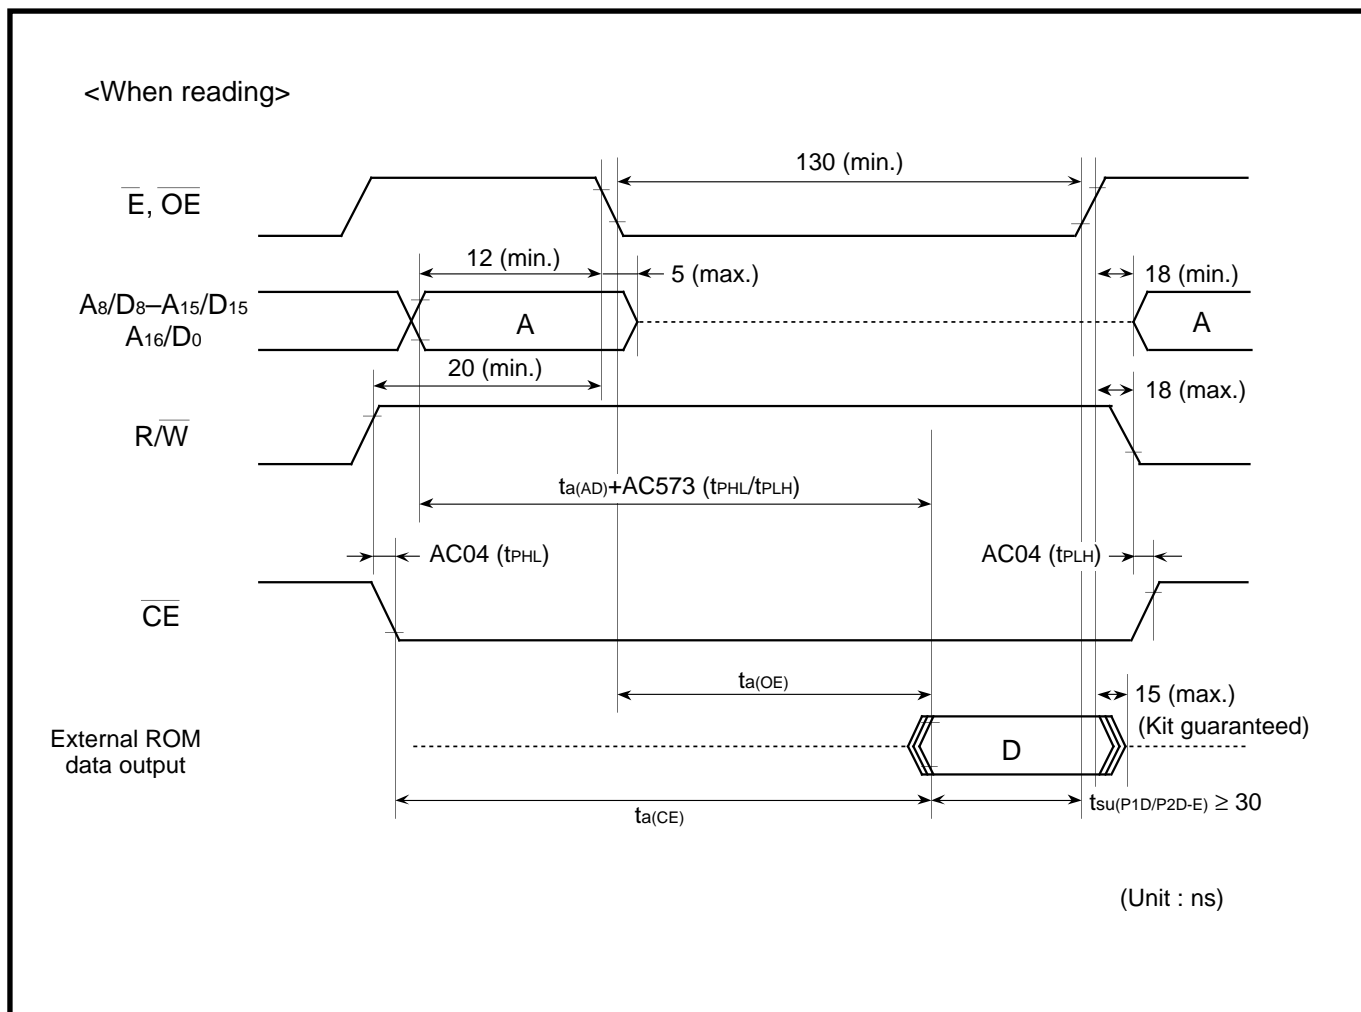 <When reading>
130 (min.)
E, OE
12 (min.)
5 (max.)
18 (min.)
A8/D8–A15/D15
A16/D0
A
A
20 (min.)
18 (max.)
R/W
ta(AD)+AC573 (tPHL/tPLH)
AC04 (tPHL)
AC04 (tPLH)
CE
ta(OE)
15 (max.)
(Kit guaranteed)
External ROM
data output
D
ta(CE)
tsu(P1D/P2D-E) ≥ 30
(Unit : ns)